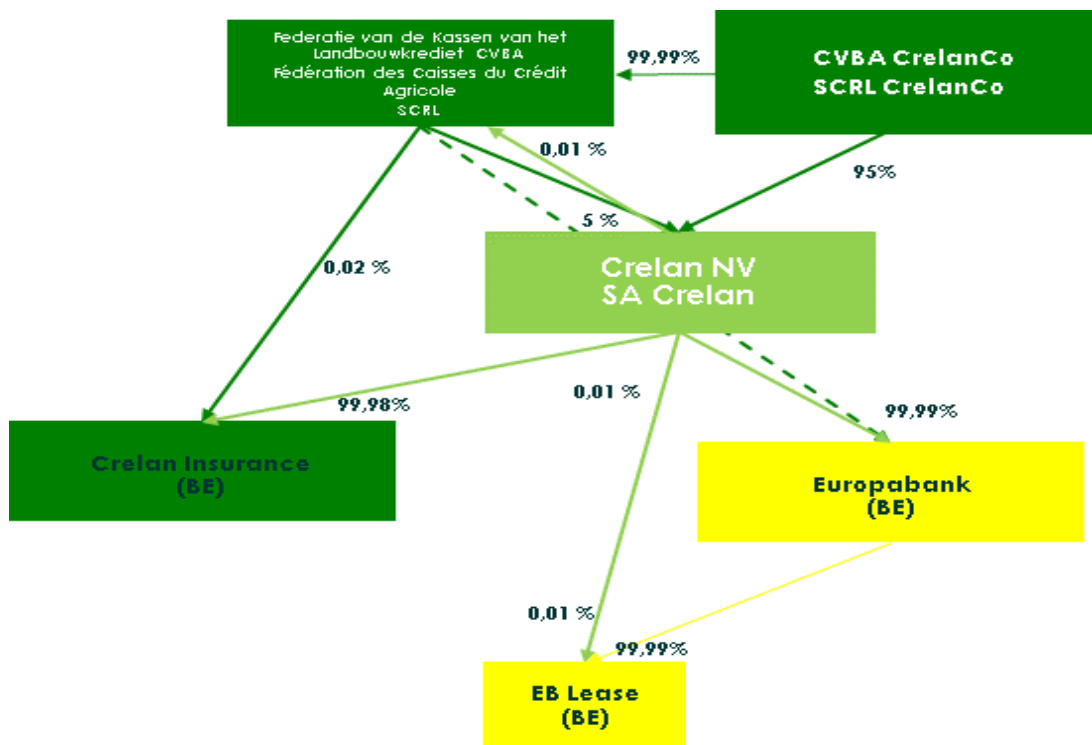 Federatie van de Kassen van het
Landbouwkrediet CVBA
Fédération des Caisses du Crédit
Agricole
SCRL
99,99%
CVBA CrelanCo
SCRL CrelanCo
0,01 %
95%
5 %
0,02 %
Crelan NV
SA Crelan
0,01 %
99,98%
99,99%
Crelan Insurance
(BE)
Europabank
(BE)
0,01 %
99,99%
EB Lease
(BE)